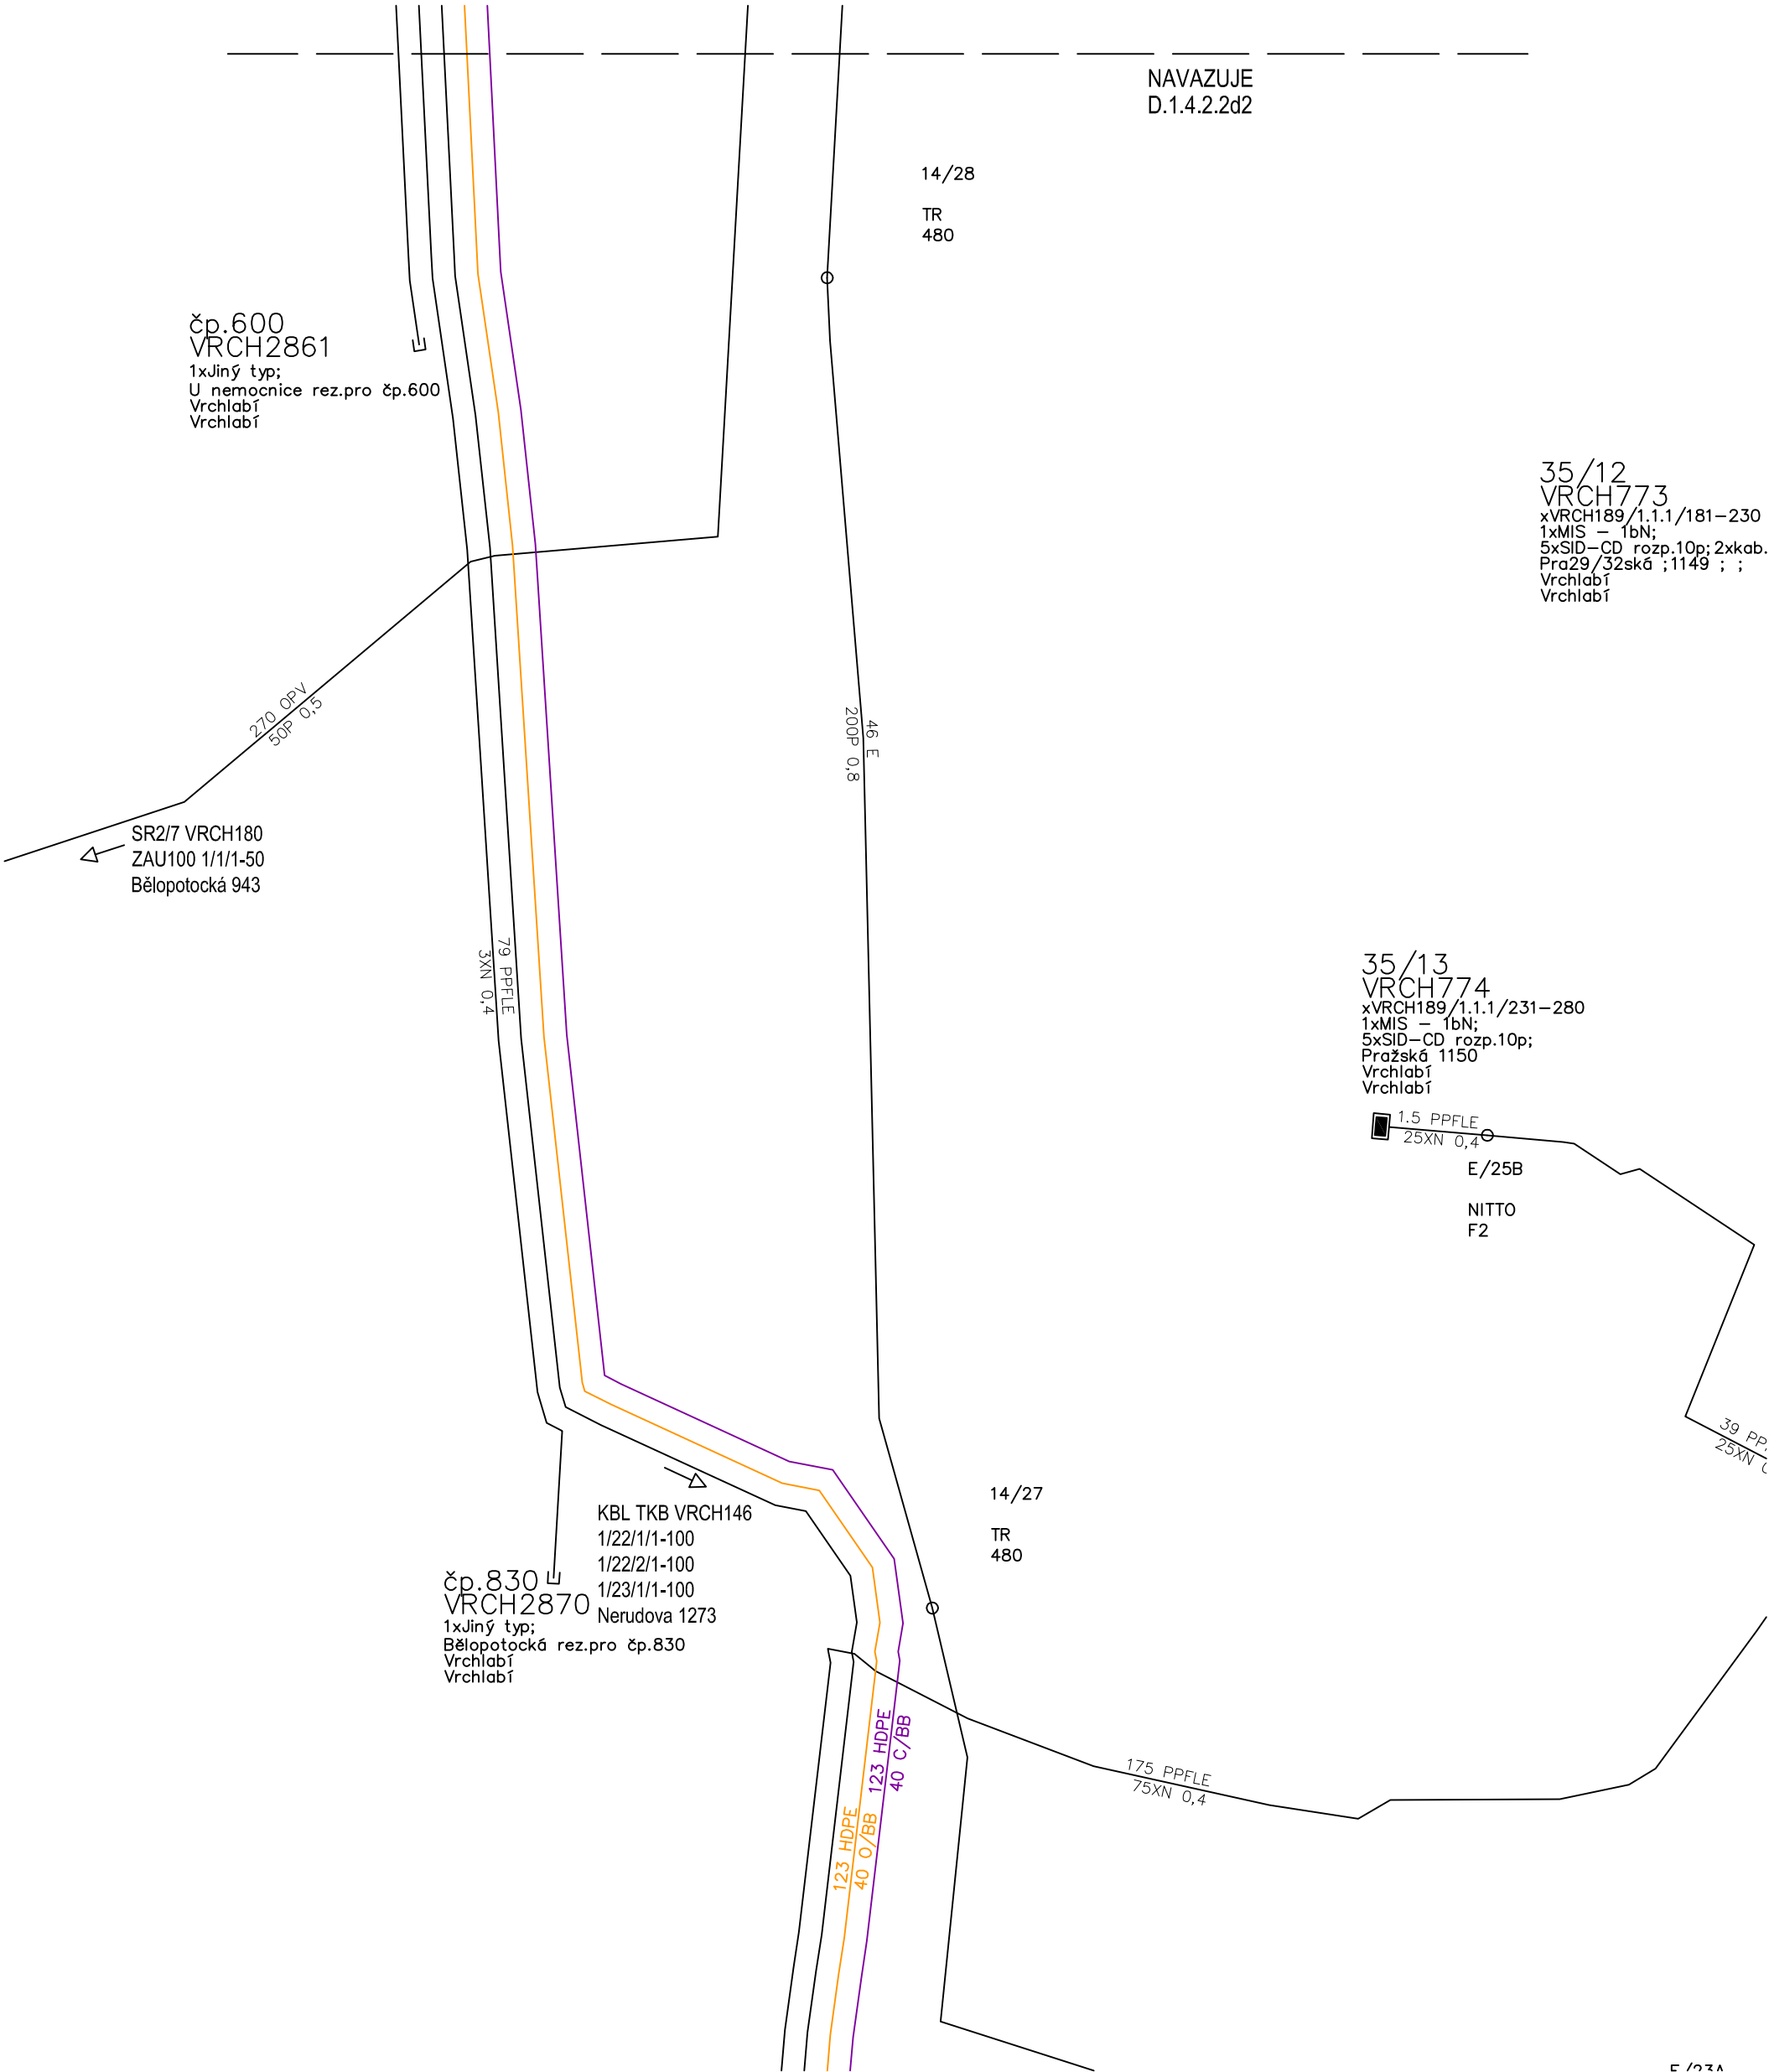 NAVAZUJE
D.1.4.2.2d2
14/28
TR
480
čp.600
VRCH2861
1xJiný typ;
U nemocnice rez.pro čp.600
Vrchlabí
Vrchlabí
35/12
VRCH773
xVRCH189/1.1.1/181-230
1xMIS - 1bN;
5xSID-CD rozp.10p; 2xkab.
Pra29/32ská ;1149 ; ;
Vrchlabí
Vrchlabí
270 OPV
50P 0,5
46 E
200P 0,8
SR2/7 VRCH180
ZAU100 1/1/1-50
Bělopotocká 943
79 PPFLE
3XN 0,4
35/13
VRCH774
xVRCH189/1.1.1/231-280
1xMIS - 1bN;
5xSID-CD rozp.10p;
Pražská 1150
Vrchlabí
Vrchlabí
1.5 PPFLE
25XN 0,4
E/25B
NITTO
F2
39
25XN
14/27
TR
480
KBL TKB VRCH146
1/22/1/1-100
1/22/2/1-100
1/23/1/1-100
Nerudova 1273
čp.830
VRCH2870
1xJiný typ;
Bělopotocká rez.pro čp.830
Vrchlabí
Vrchlabí
123 HDPE
40 C/BB
123 HDPE
40 O/BB
175 PPFLE
75XN 0,4